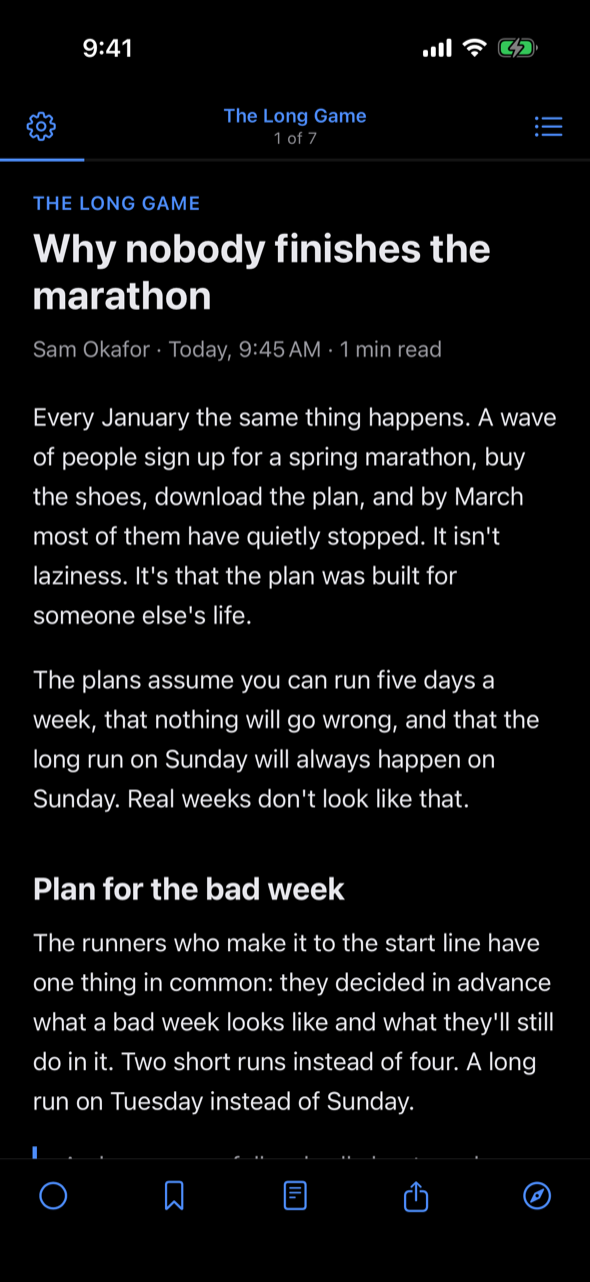 9:41
The Long Game
1 of 7
THE LONG GAME
Why nobody finishes the
marathon
Sam Okafor · Today, 9:45 AM · 1 min read
Every January the same thing happens. A wave
of people sign up for a spring marathon, buy
the shoes, download the plan, and by March
most of them have quietly stopped. It isn't
laziness. It's that the plan was built for
someone else's life.
The plans assume you can run five days a
week, that nothing will go wrong, and that the
long run on Sunday will always happen on
Sunday. Real weeks don't look like that.
Plan for the bad week
The runners who make it to the start line have
one thing in common: they decided in advance
what a bad week looks like and what they'll still
do in it. Two short runs instead of four. A long
run on Tuesday instead of Sunday.